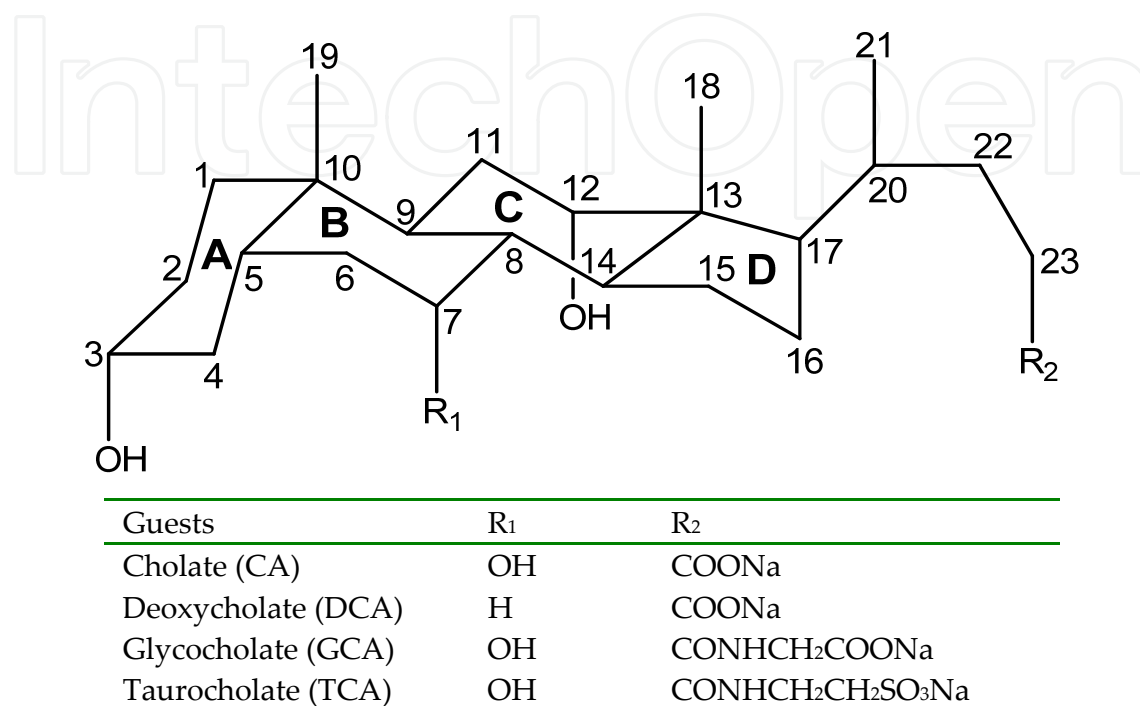 IntechOpen
19
21
18
11
1
10
22
12
20
13
C
B
9
17
A
14
15
D
2
5
6
8
23
7
OH
3
16
4
R2
R1
OH
Guests R1 R2
Cholate (CA) OH COONa
Deoxycholate (DCA) H COONa
Glycocholate (GCA) OH CONHCH2COONa
Taurocholate (TCA) OH CONHCH2CH2SO3Na